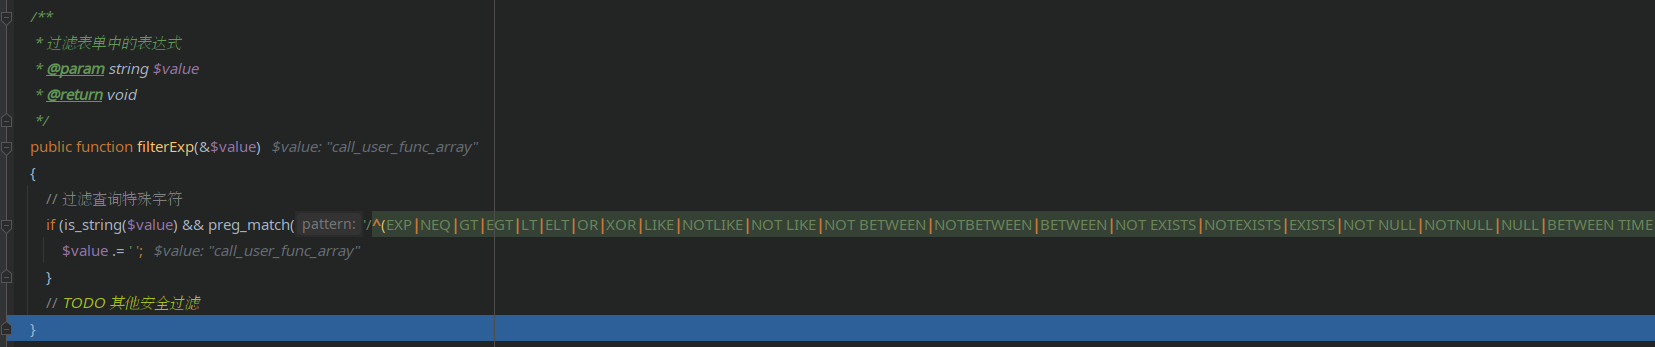 /**
* 过滤表单中的表达式
* @param string $value
* @return void
*/
public function filterExp(&$value) $value: "call_user_func_array"
{
// 过滤查询特殊字符
if (is_string($value) && preg_match( pattern: '/^(EXP|NEQ|GT|EGT|LT|ELT|OR|XOR|LIKE|NOTLIKE|NOT LIKE|NOT BETWEEN|NOTBETWEEN|BETWEEN|NOT EXISTS|NOTEXISTS|EXISTS|NOT NULL|NOTNULL|NULL|BETWEEN TIME
$value .= ' '; $value: "call_user_func_array"
}
// TODO 其他安全过滤
}